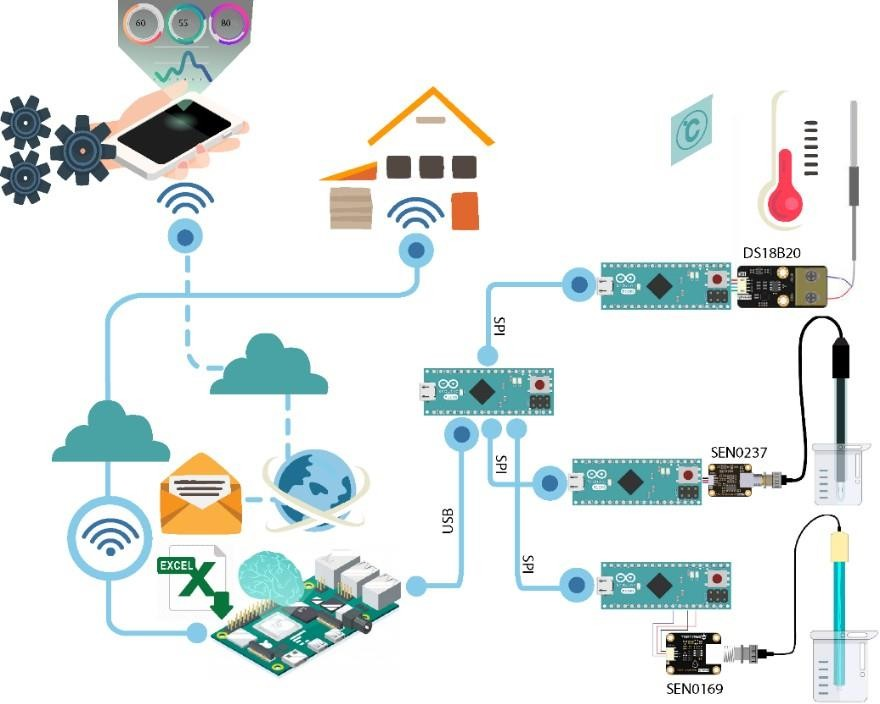 60
55
80
℃
DS18B20
SPI
SEN0237
SPI
USB
SPI
EXCEL
X
SEN0169